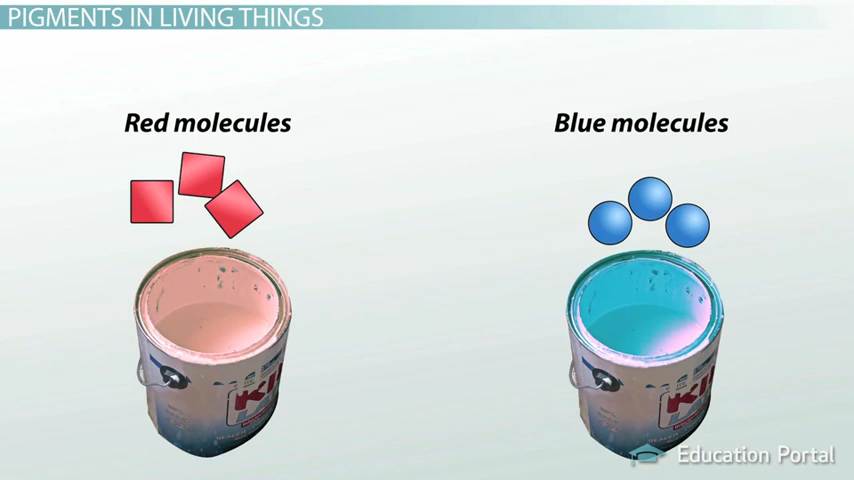 PIGMENTS IN LIVING THINGS
Red molecules
Blue molecules
Education Portal